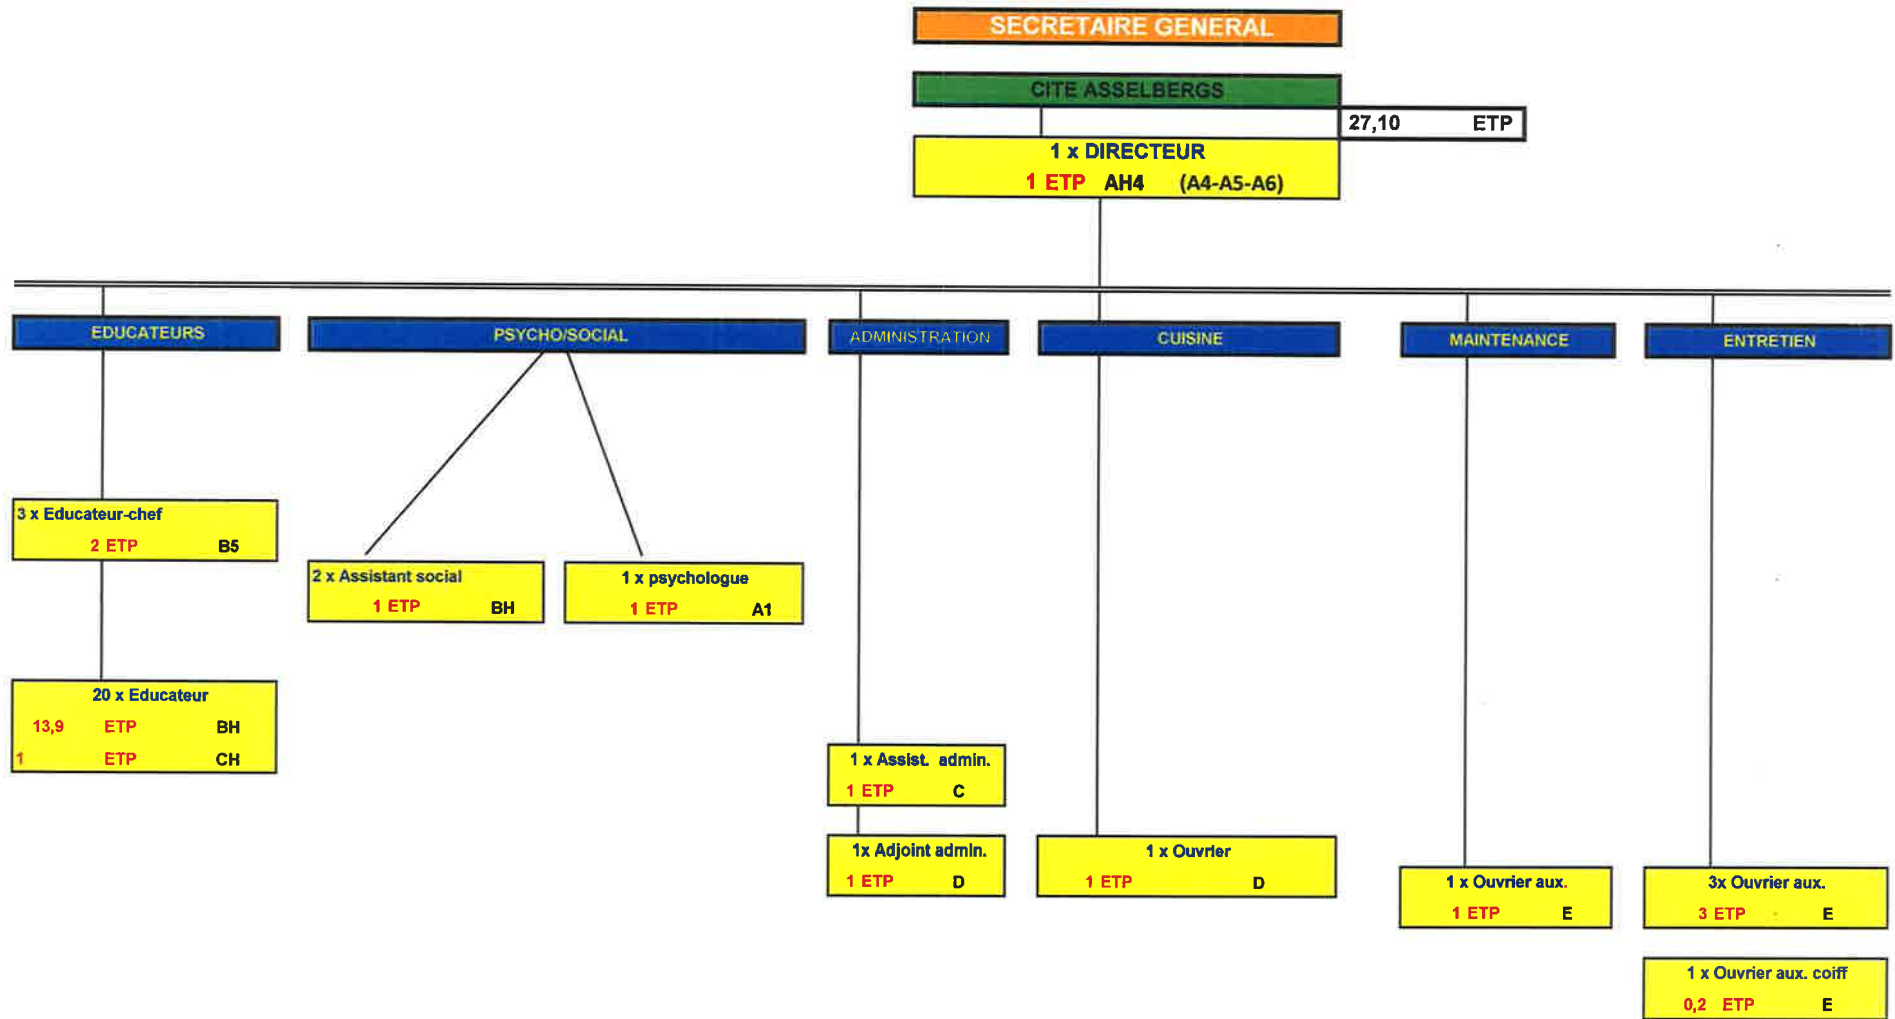 SECRETAIRE GENERAL
CITE ASSELBERGS
27,10 ETP
1 x DIRECTEUR
1 ETP AH4 (A4-A5-A6)
EDUCATEURS
PSYCHO/SOCIAL
ADMINISTRATION
CUISINE
MAINTENANCE
ENTRETIEN
3 x Educateur-chef
2 ETP B5
2 x Assistant social
1 ETP BH
1 x psychologue
1 ETP A1
20 x Educateur
13,9 ETP BH
1 ETP CH
1 x Assist. admin.
1 ETP C
1x Adjoint admin.
1 ETP D
1 x Ouvrier
1 ETP D
1 x Ouvrier aux.
1 ETP E
3x Ouvrier aux.
3 ETP E
1 x Ouvrier aux. coiff
0,2 ETP E